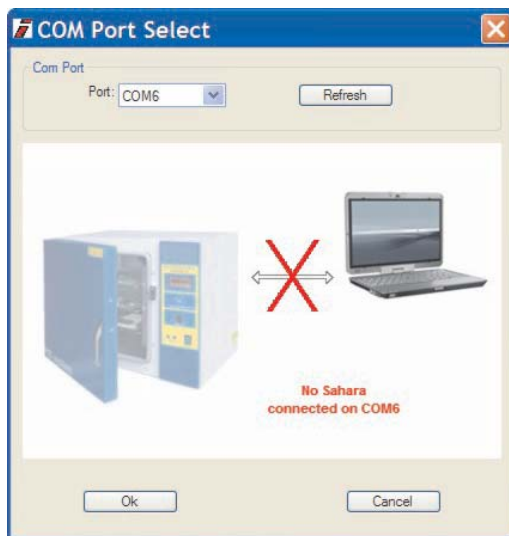 COM Port Select
Com Port
Port: COM6
Refresh
No Sahara
connected on COM6
Ok
Cancel